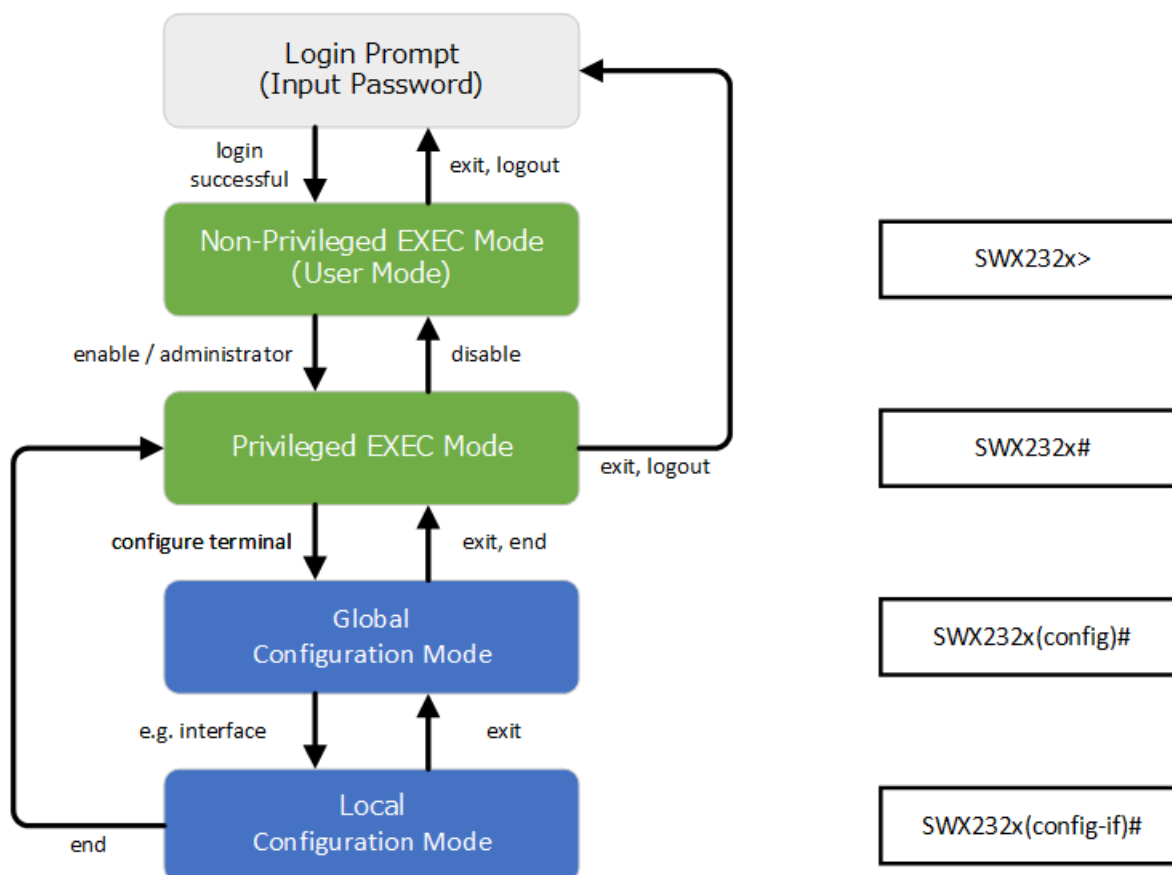 Login Prompt
(Input Password)
login
successful
exit, logout
Non-Privileged EXEC Mode
(User Mode)
SWX232x>
enable / administrator
disable
Privileged EXEC Mode
SWX232x#
exit, logout
configure terminal
exit, end
Global
Configuration Mode
SWX232x(config)#
e.g. interface
exit
Local
Configuration Mode
SWX232x(config-if)#
end